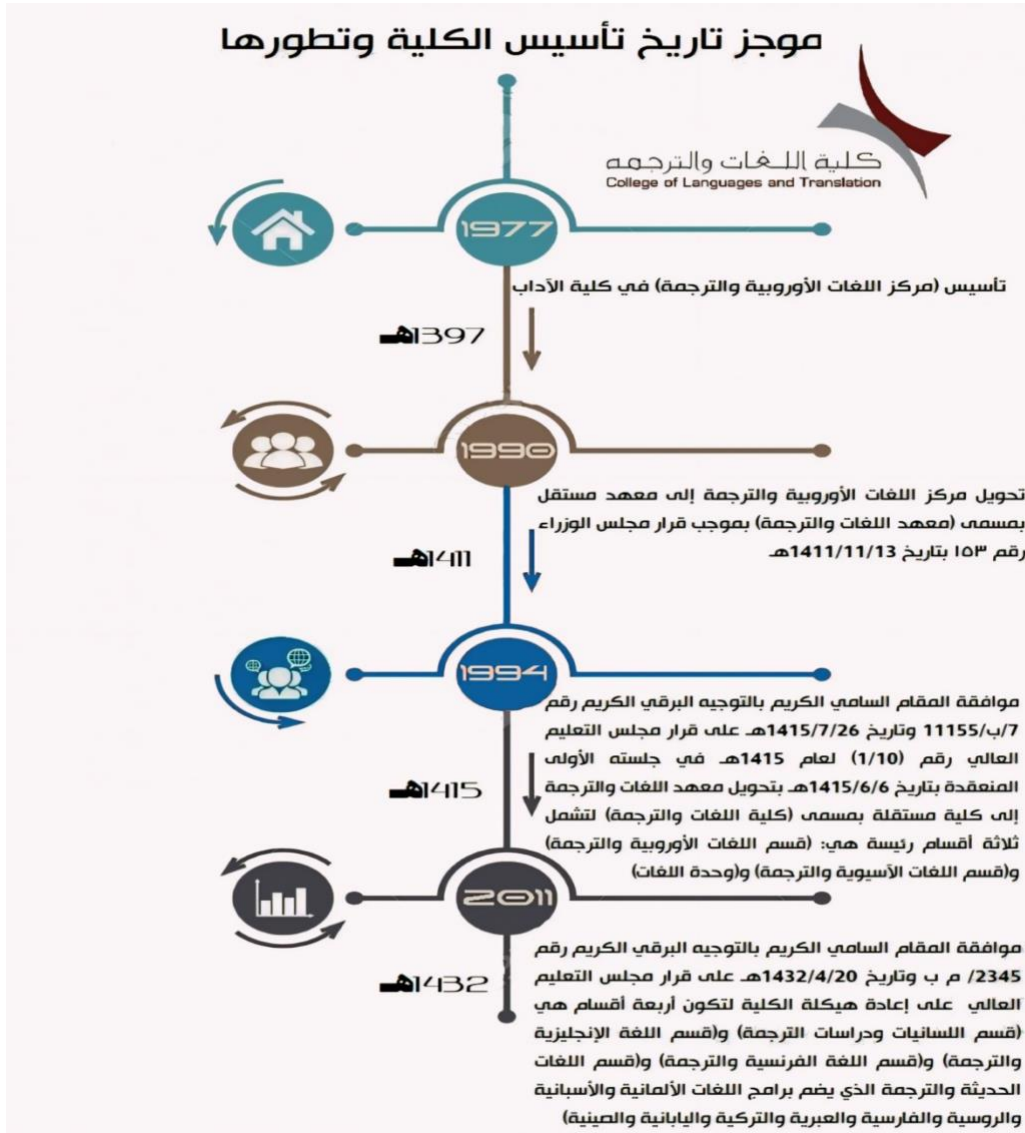 موجز تاريخ تأسيس الكلية وتطورها
كلية اللغات والترجمه
College of Languages and Translation
1977
تأسيس (مركز اللغات الأوروبية والترجمة) في كلية الآداب
1397هـ
1990
تحويل مركز اللغات الأوروبية والترجمة إلى معهد مستقل
بمسمى (معهد اللغات والترجمة) بموجب قرار مجلس الوزراء
رقم ١٥٣ بتاريخ 1411/11/13هـ
1411هـ
1994
موافقة المقام السامي الكريم بالتوجيه البرقي الكريم رقم
7/ب/11155 وتاريخ 1415/7/26هـ على قرار مجلس التعليم
العالي رقم (1/10) لعام 1415هـ في جلسته الأولى
المنعقدة بتاريخ 1415/6/6هـ بتحويل معهد اللغات والترجمة
إلى كلية مستقلة بمسمى (كلية اللغات والترجمة) لتشمل
ثلاثة أقسام رئيسة هي: (قسم اللغات الأوروبية والترجمة)
و(قسم اللغات الآسيوية والترجمة) و(وحدة اللغات)
1415هـ
2011
موافقة المقام السامي الكريم بالتوجيه البرقي الكريم رقم
2345/ م ب وتاريخ 1432/4/20هـ على قرار مجلس التعليم
العالي على إعادة هيكلة الكلية لتكون أربعة أقسام هي
(قسم اللسانيات ودراسات الترجمة) و(قسم اللغة الإنجليزية
والترجمة) و(قسم اللغة الفرنسية والترجمة) و(قسم اللغات
الحديثة والترجمة الذي يضم برامج اللغات الألمانية والأسبانية
والروسية والفارسية والعبرية والتركية واليابانية والصينية)
1432هـ